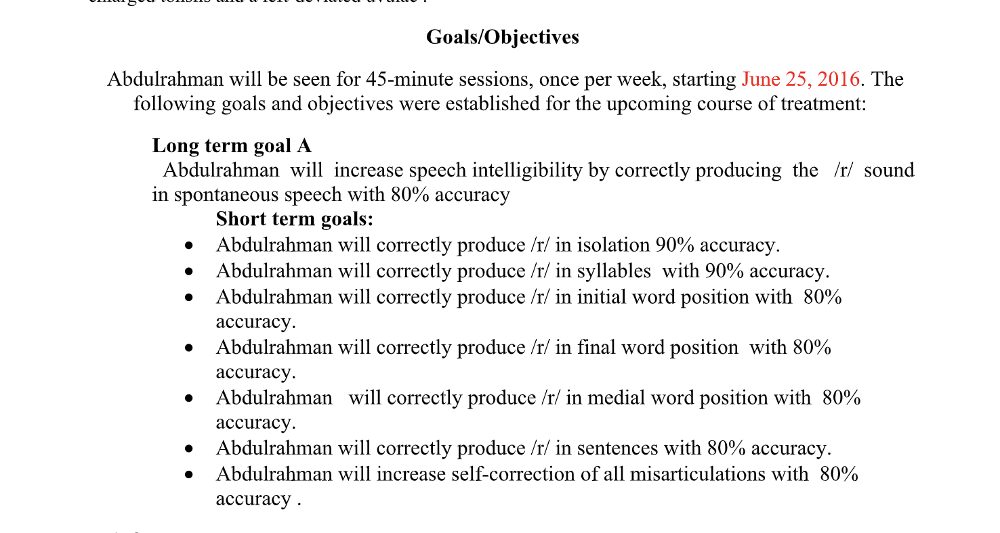 enlarged tonsils and a left-deviated uvulae .
Goals/Objectives
Abdulrahman will be seen for 45-minute sessions, once per week, starting June 25, 2016. The
following goals and objectives were established for the upcoming course of treatment:
Long term goal A
Abdulrahman will increase speech intelligibility by correctly producing the /r/ sound
in spontaneous speech with 80% accuracy
Short term goals:
• Abdulrahman will correctly produce /r/ in isolation 90% accuracy.
• Abdulrahman will correctly produce /r/ in syllables with 90% accuracy.
• Abdulrahman will correctly produce /r/ in initial word position with 80%
accuracy.
• Abdulrahman will correctly produce /r/ in final word position with 80%
accuracy.
• Abdulrahman will correctly produce /r/ in medial word position with 80%
accuracy.
• Abdulrahman will correctly produce /r/ in sentences with 80% accuracy.
• Abdulrahman will increase self-correction of all misarticulations with 80%
accuracy .